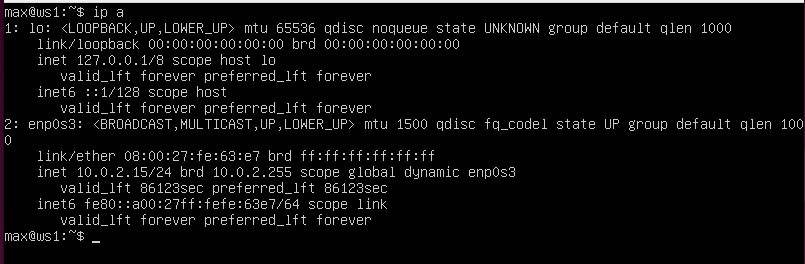 max@ws1:~$ ip a
1: lo: <LOOPBACK,UP,LOWER_UP> mtu 65536 qdisc noqueue state UNKNOWN group default qlen 1000
    link/loopback 00:00:00:00:00:00 brd 00:00:00:00:00:00
    inet 127.0.0.1/8 scope host lo
       valid_lft forever preferred_lft forever
    inet6 ::1/128 scope host
       valid_lft forever preferred_lft forever
2: enp0s3: <BROADCAST,MULTICAST,UP,LOWER_UP> mtu 1500 qdisc fq_codel state UP group default qlen 100
0
    link/ether 08:00:27:fe:63:e7 brd ff:ff:ff:ff:ff:ff
    inet 10.0.2.15/24 brd 10.0.2.255 scope global dynamic enp0s3
       valid_lft 86123sec preferred_lft 86123sec
    inet6 fe80::a00:27ff:fefe:63e7/64 scope link
       valid_lft forever preferred_lft forever
max@ws1:~$ _